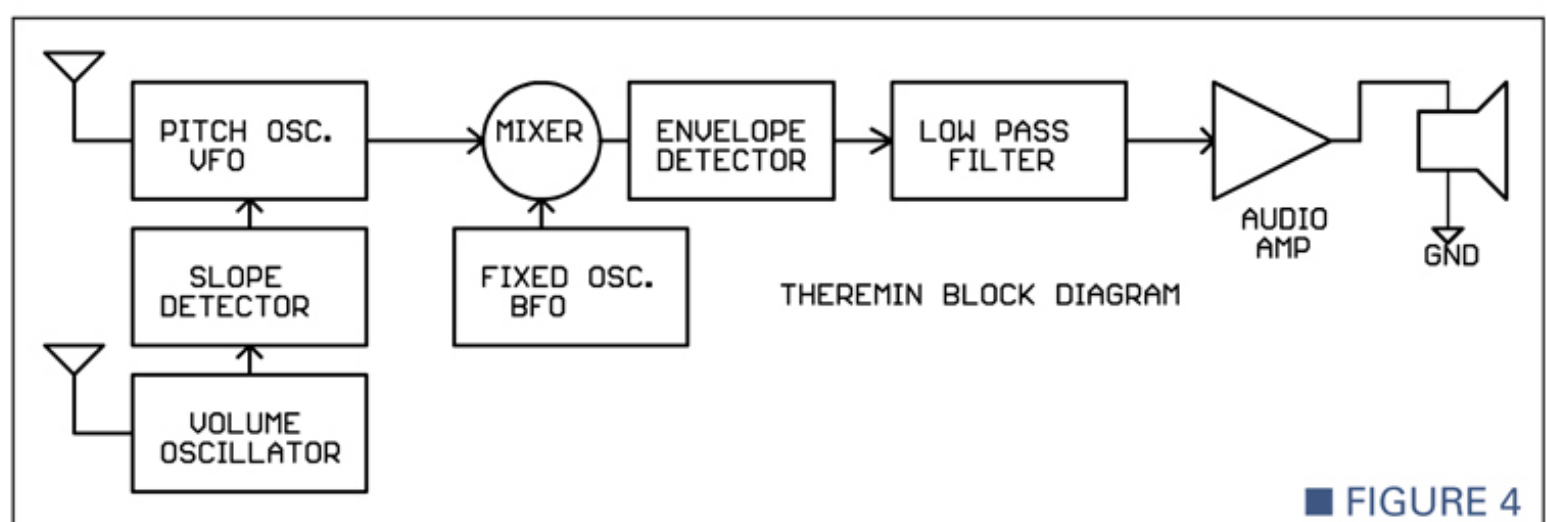 PITCH OSC.
VFO
MIXER
ENVELOPE
DETECTOR
LOW PASS
FILTER
AUDIO
AMP
GND
SLOPE
DETECTOR
FIXED OSC.
BFO
THEREMIN BLOCK DIAGRAM
VOLUME
OSCILLATOR
FIGURE 4